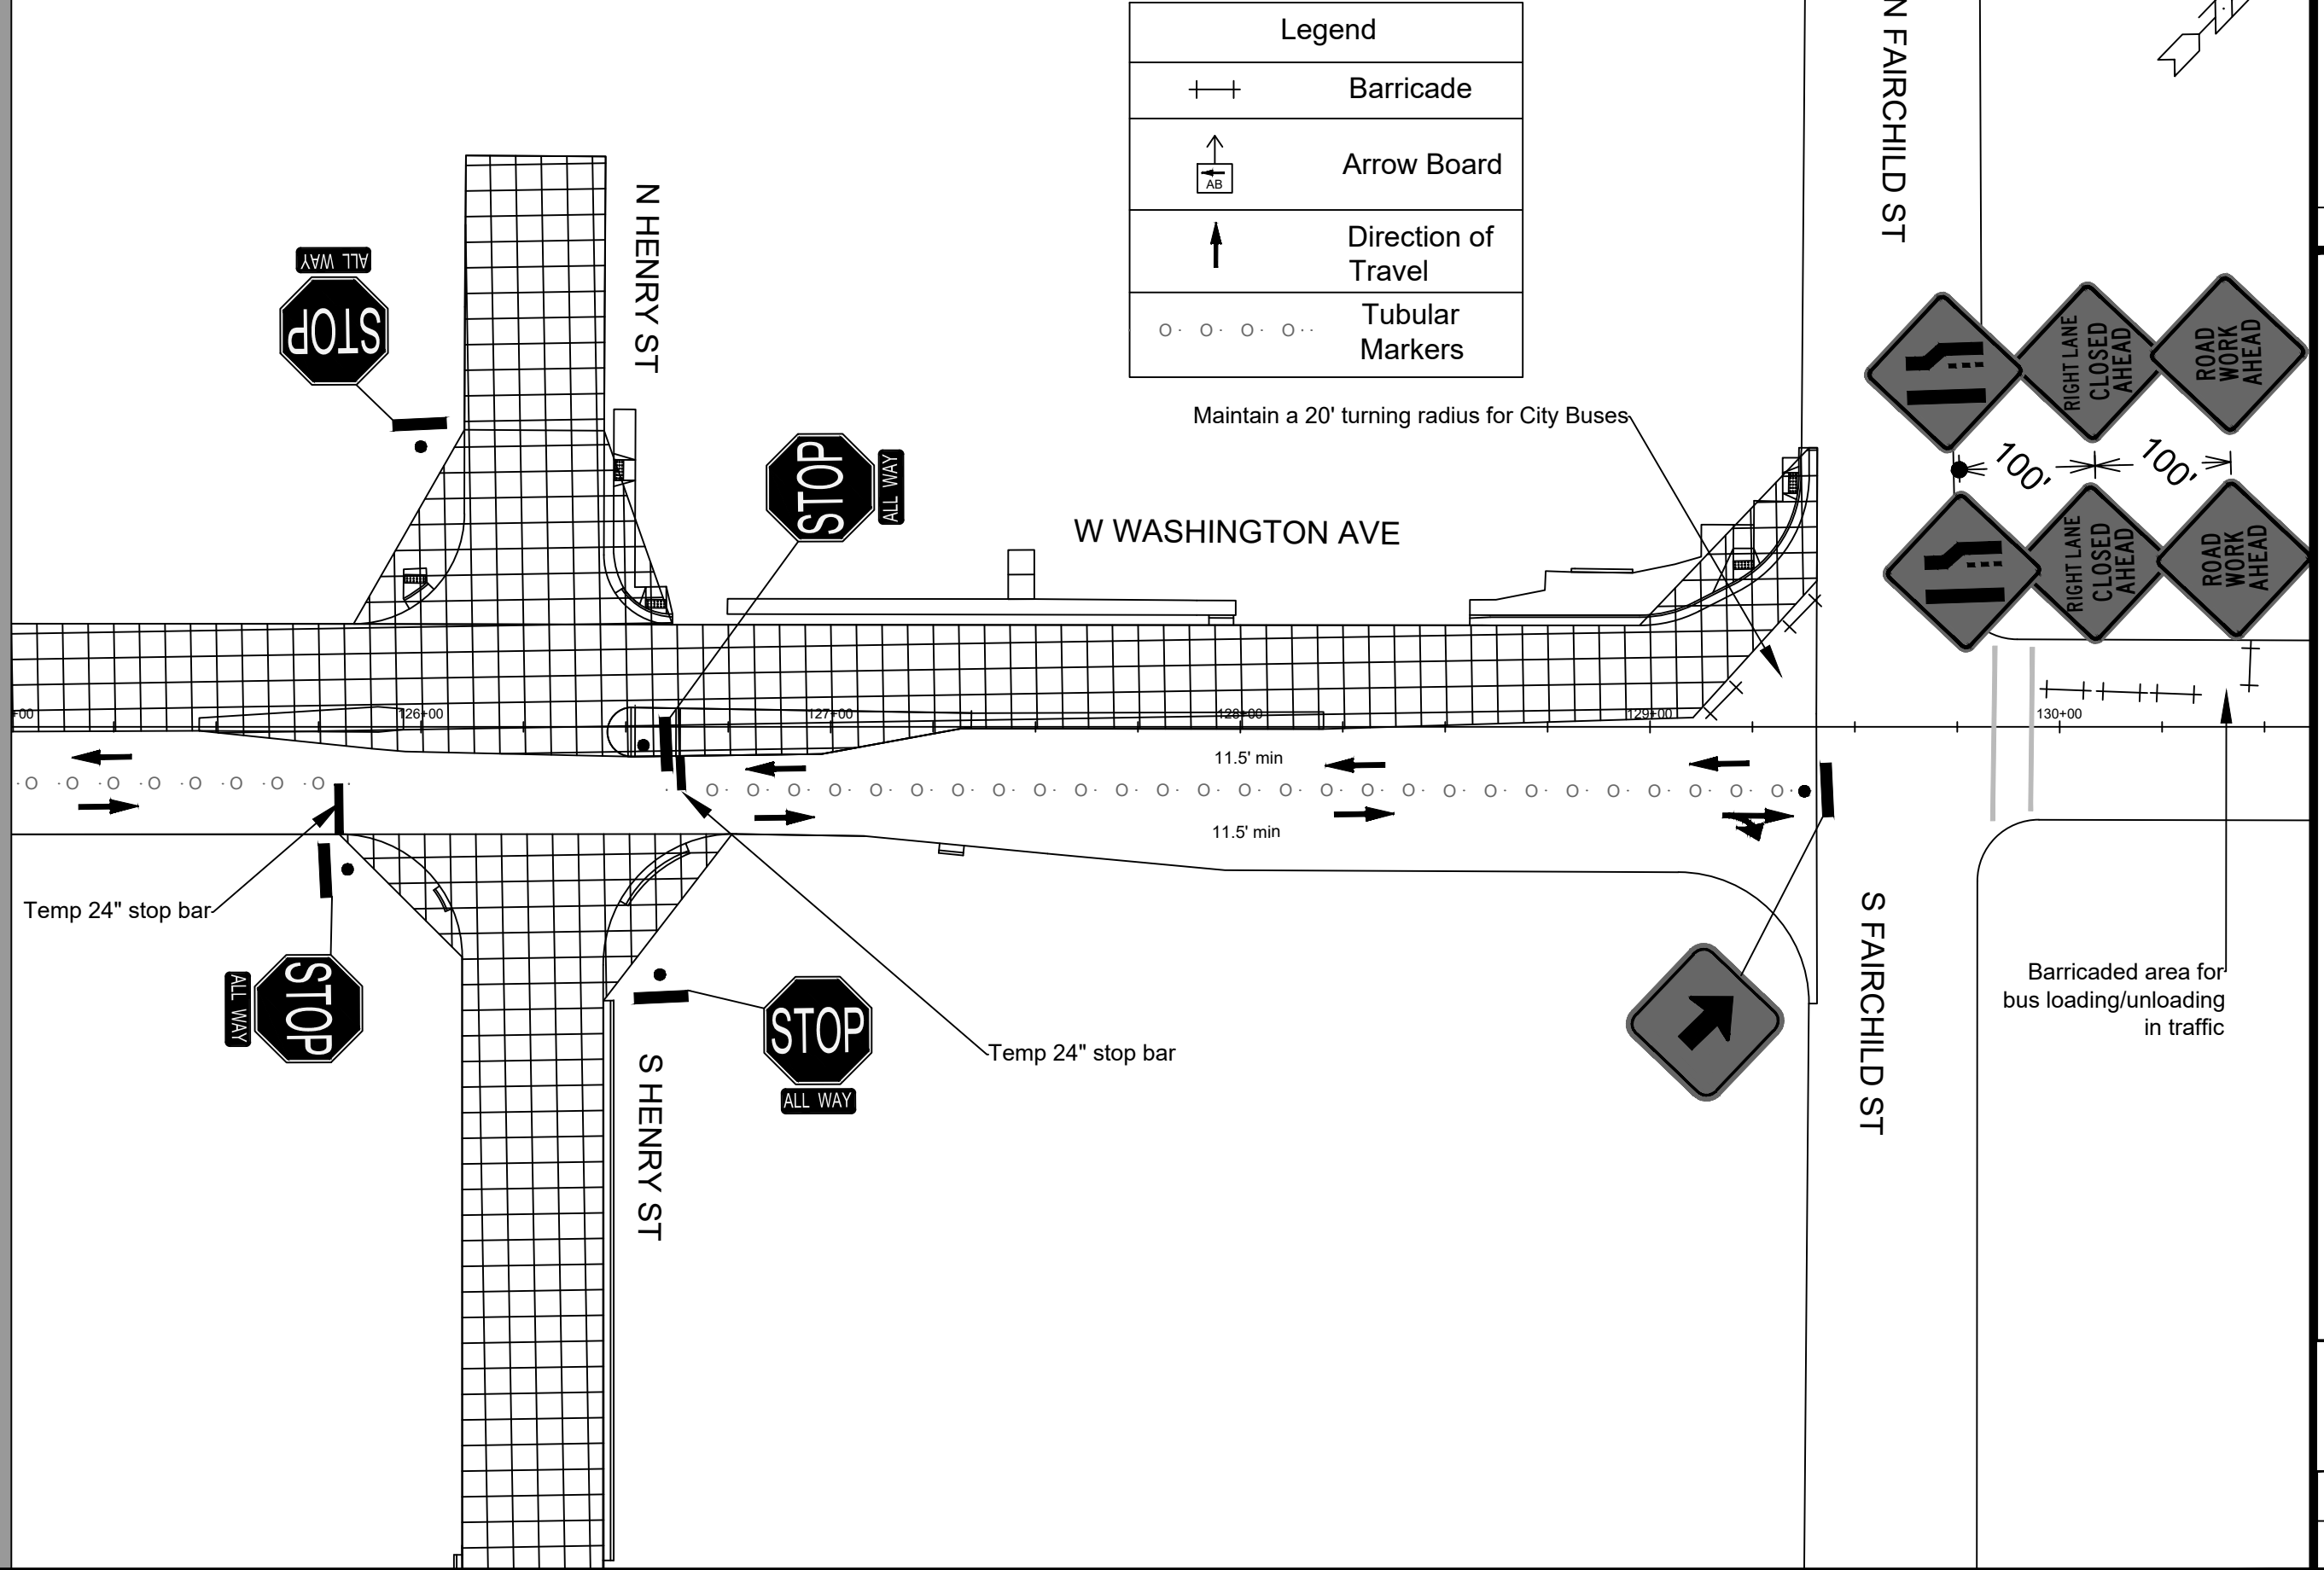 Legend
Barricade
AB
Arrow Board
Direction of
Travel
O O O O
Tubular
Markers
N HENRY ST
N FAIRCHILD ST
ALL WAY
STOP
STOP
ALL WAY
RIGHT LANE
CLOSED
AHEAD
ROAD
WORK
AHEAD
Maintain a 20' turning radius for City Buses
100'
100'
W WASHINGTON AVE
RIGHT LANE
CLOSED
AHEAD
ROAD
WORK
AHEAD
+00
126+00
127+00
128+00
129+00
130+00
11.5' min
11.5' min
Temp 24" stop bar
STOP
ALL WAY
STOP
ALL WAY
Temp 24" stop bar
S HENRY ST
S FAIRCHILD ST
Barricaded area for
bus loading/unloading
in traffic